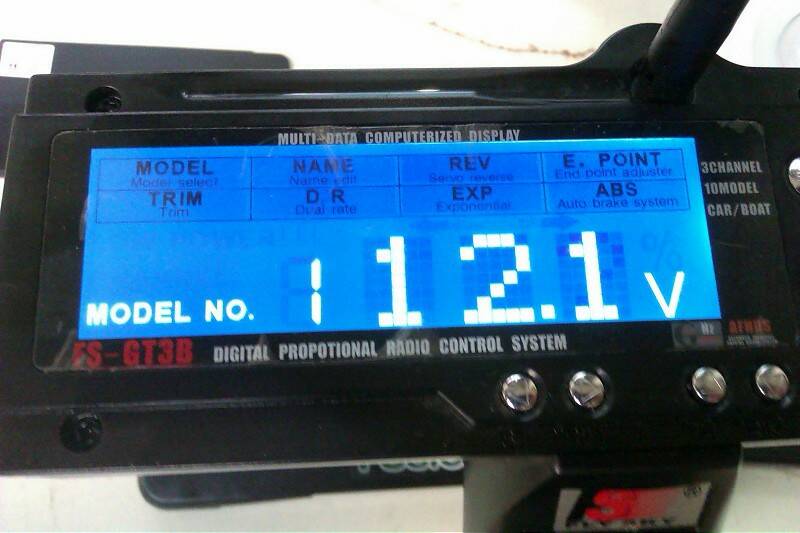 MULTI-DATA COMPUTERIZED DISPLAY
MODEL NAME REV E. POINT
Model select Name edit Servo reverse End point adjuster
TRIM D/R EXP ABS
Trim Dual rate Exponential Auto brake system
3CHANNEL
10MODEL
CAR/BOAT
%
MODEL NO. 1 12.1 V
FS-GT3B DIGITAL PROPOTIONAL RADIO CONTROL SYSTEM
AFHDS